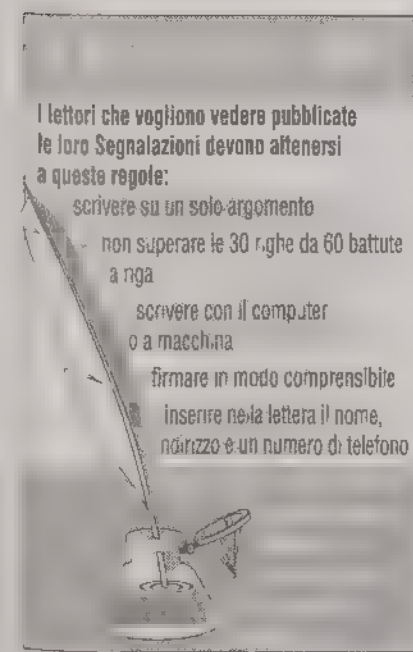 I lettori che vogliono vedere pubblicate
le loro Segnalazioni devono attenersi
a queste regole:
scrivere su un solo argomento
non superare le 30 righe da 60 battute
a riga
scrivere con il computer
o a macchina
firmare in modo comprensibile
inserire nella lettera il nome,
indirizzo e un numero di telefono